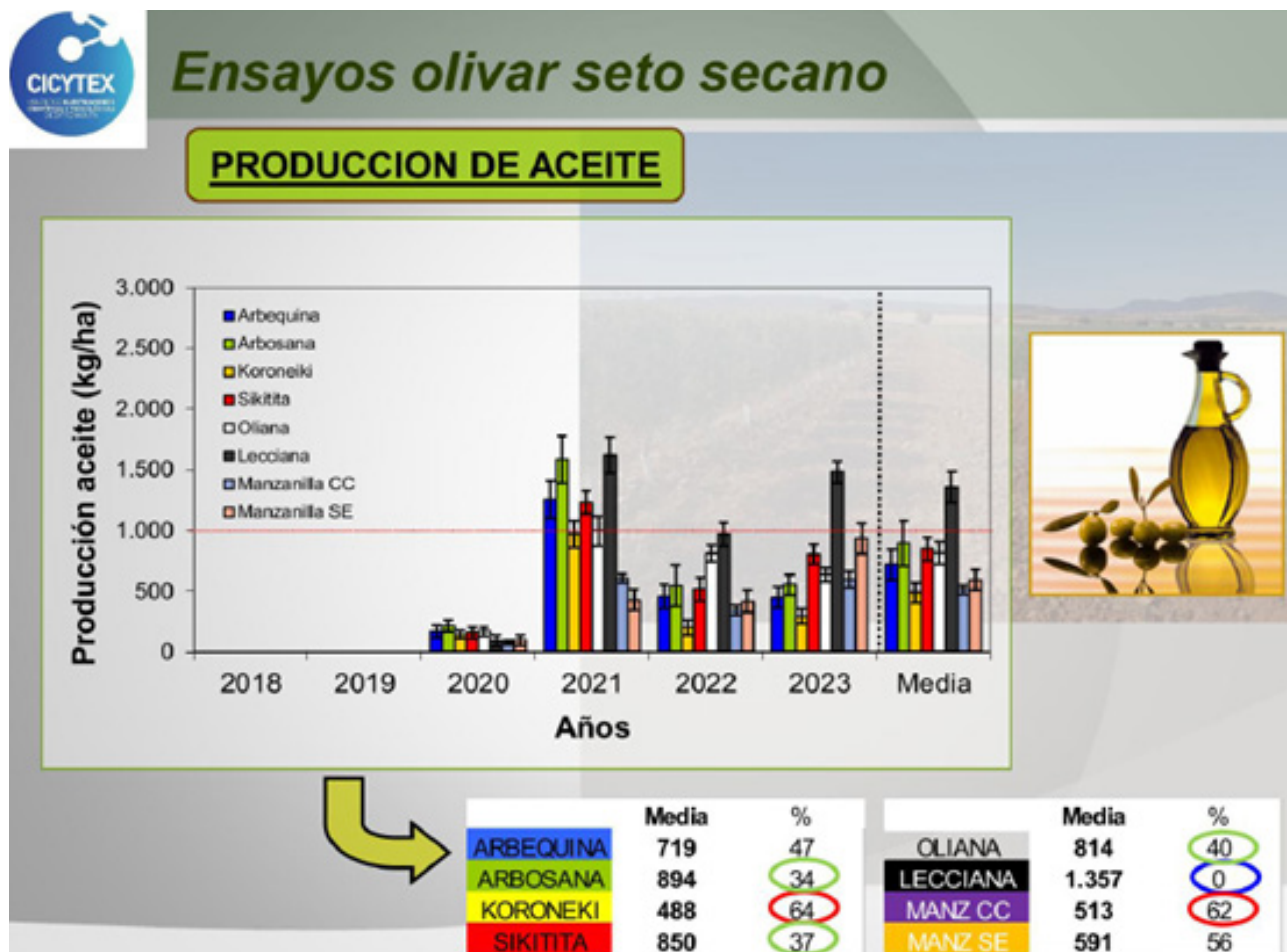 CICYTEX
Ensayos olivar seto secano
PRODUCCION DE ACEITE
Producción aceite (kg/ha)
3.000
2.500
2.000
1.500
1.000
500
0
Arbequina
Arbosana
Koroneiki
Sikitita
Oliana
Lecciana
Manzanilla CC
Manzanilla SE
2018 2019 2020 2021 2022 2023 Media
Años
Media %
ARBEQUINA 719 47
ARBOSANA 894 34
KORONEKI 488 64
SIKITITA 850 37
Media %
OLIANA 814 40
LECCIANA 1.357 0
MANZ CC 513 62
MANZ SE 591 56